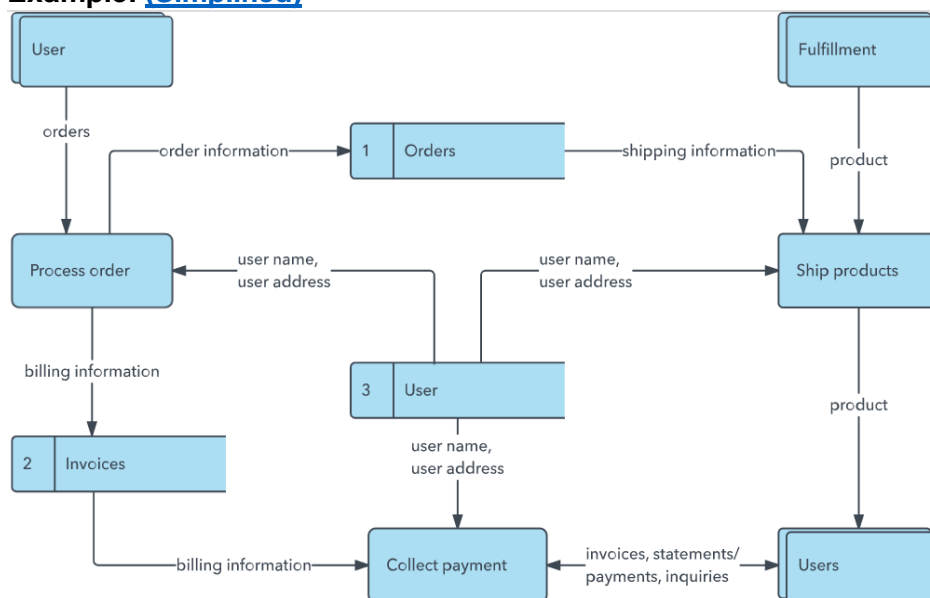 Example: (Simplified)
User
Fulfillment
orders
order information
1 Orders
shipping information
product
Process order
user name,
user address
user name,
user address
Ship products
billing information
3 User
product
2 Invoices
user name,
user address
billing information
Collect payment
invoices, statements/
payments, inquiries
Users